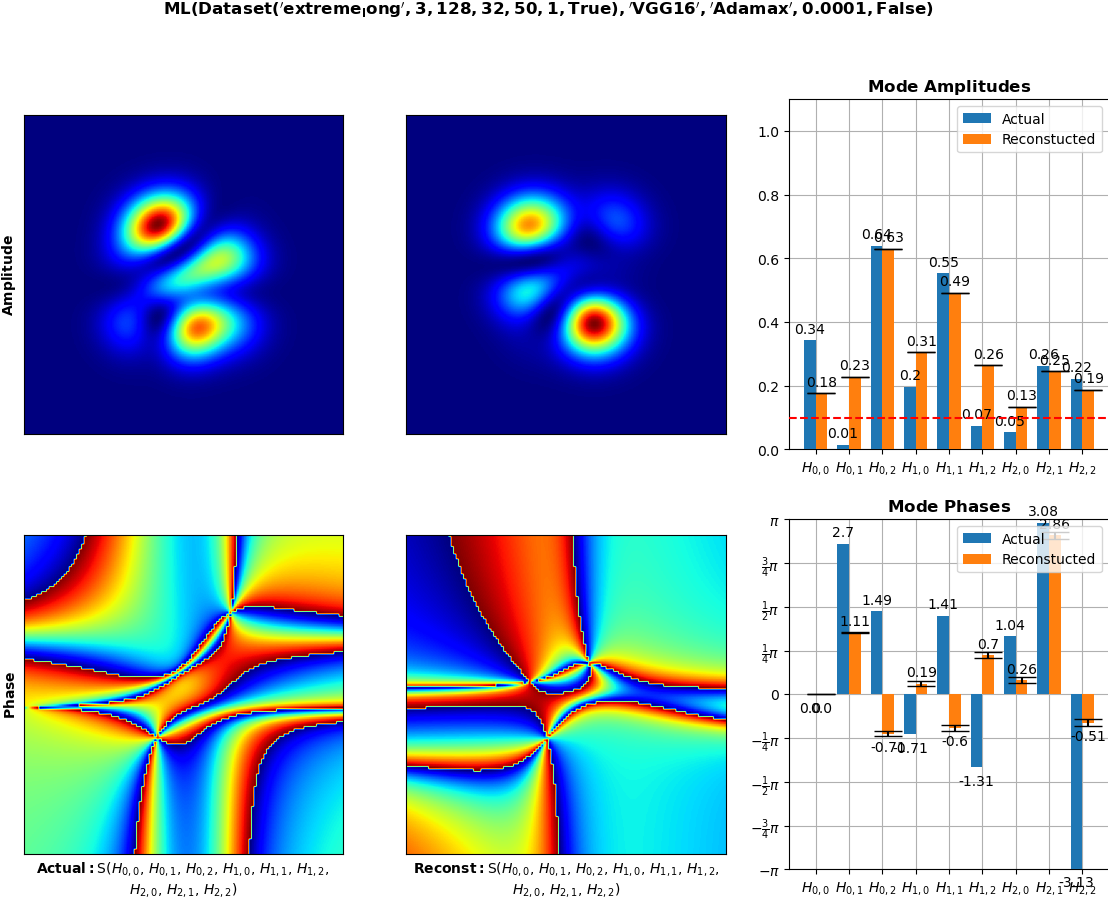 ML(Dataset('extreme_long', 3, 128, 32, 50, 1, True), 'VGG16', 'Adamax', 0.0001, False)
Mode Amplitudes
Actual
Reconstucted
1.0
0.8
0.6
0.4
0.2
0.0
0.34
0.18
0.01
0.23
0.64
0.63
0.2
0.31
0.55
0.49
0.07
0.26
0.05
0.13
0.26
0.25
0.22
0.19
H0,0 H0,1 H0,2 H1,0 H1,1 H1,2 H2,0 H2,1 H2,2
Amplitude
Mode Phases
Actual
Reconstucted
π
3/4π
1/2π
1/4π
0
−1/4π
−1/2π
−3/4π
−π
0.0
0.0
2.7
1.11
1.49
-0.71
0.19
1.41
-0.6
-1.31
0.7
1.04
0.26
3.08
2.86
-3.13
-0.51
H0,0 H0,1 H0,2 H1,0 H1,1 H1,2 H2,0 H2,1 H2,2
Phase
Actual: S(H0,0, H0,1, H0,2, H1,0, H1,1, H1,2,
H2,0, H2,1, H2,2)
Reconst: S(H0,0, H0,1, H0,2, H1,0, H1,1, H1,2,
H2,0, H2,1, H2,2)